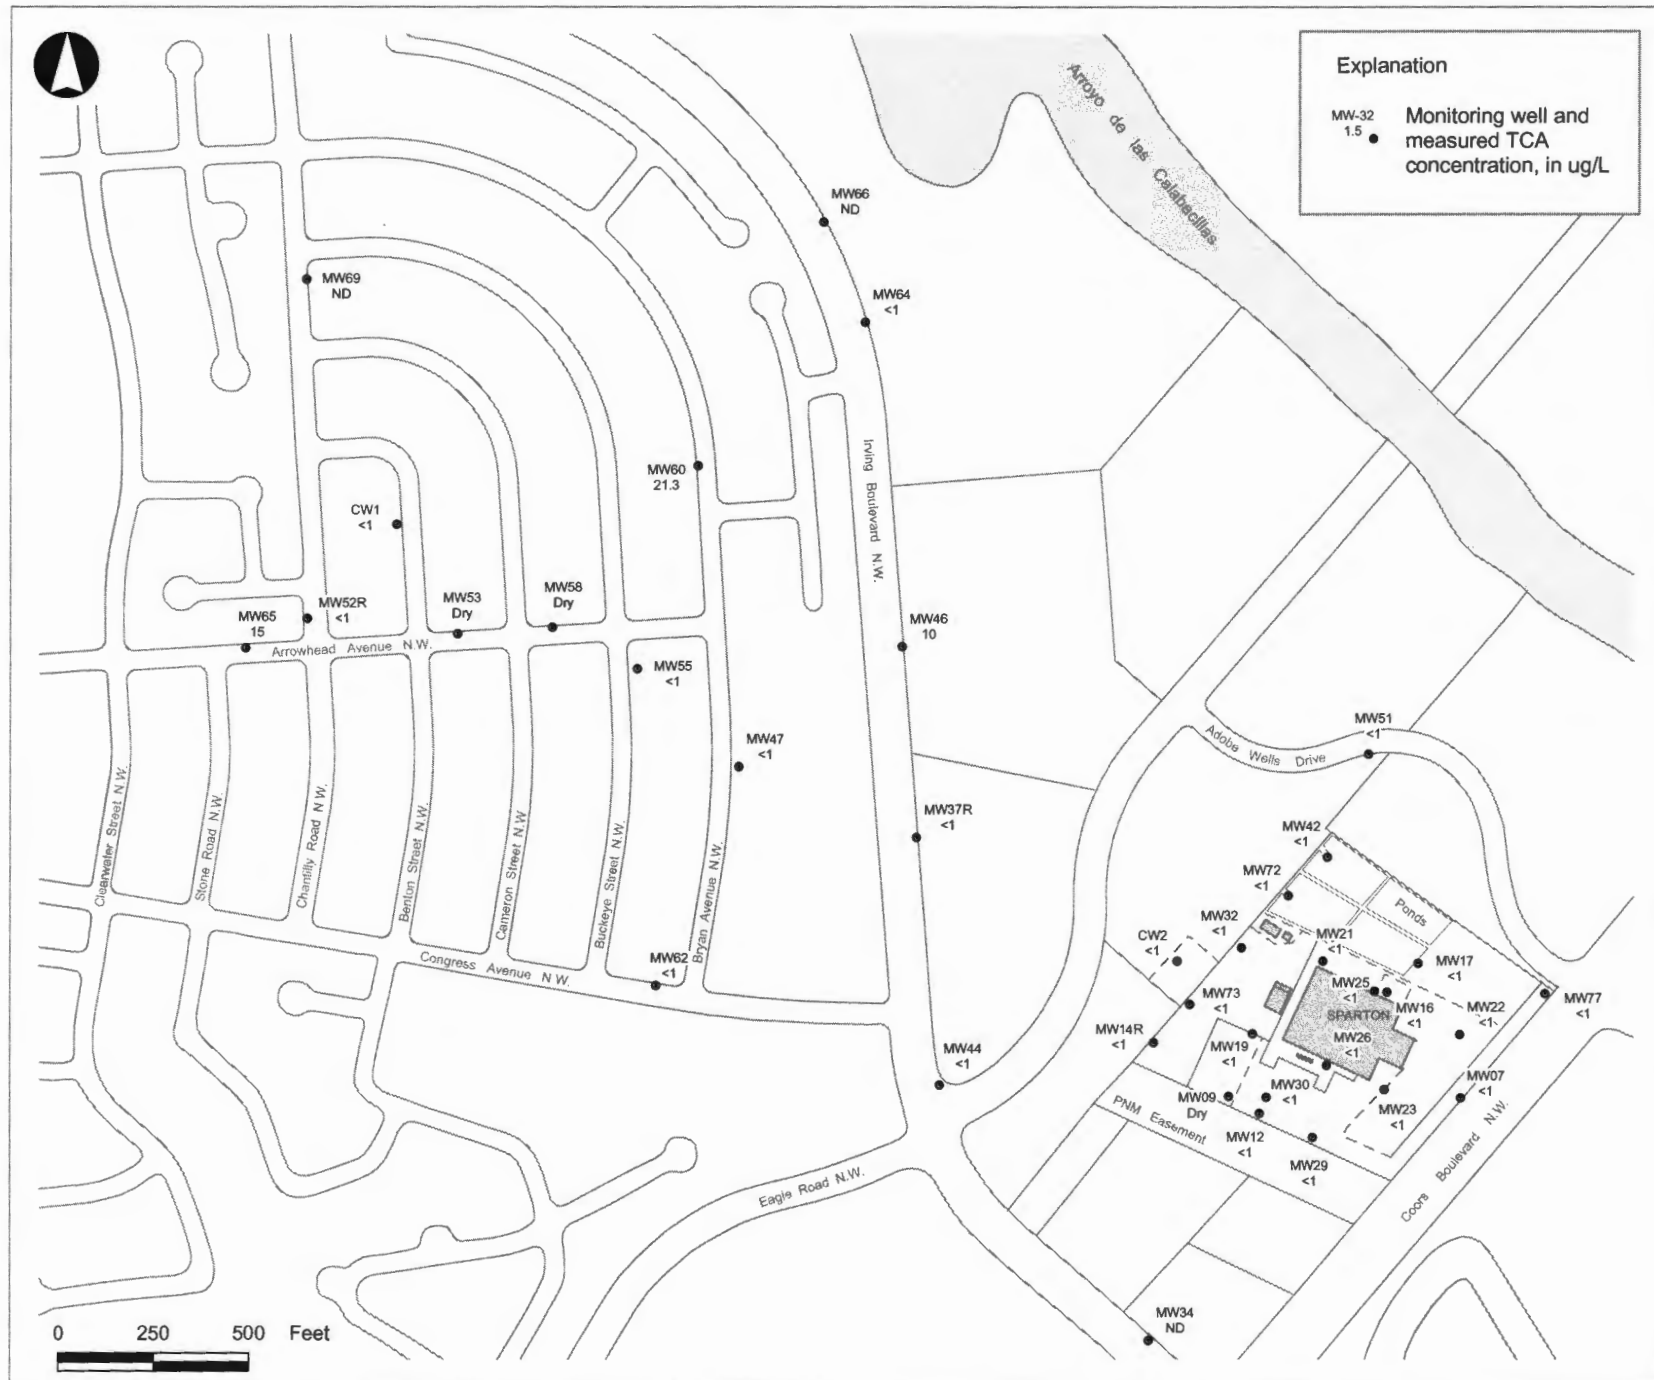 Explanation
MW-32
1.5
Monitoring well and
measured TCA
concentration, in ug/L
Arroyo de las Calabacillas
MW66
ND
MW69
ND
MW64
<1
MW60
21.3
Irving Boulevard N.W.
CW1
<1
MW52R
<1
MW53
Dry
MW58
Dry
MW65
15
Arrowhead Avenue N.W.
MW46
10
MW55
<1
MW47
<1
MW51
<1
Adobe Wells Drive
MW37R
<1
MW42
<1
MW72
<1
Ponds
Clearwater Street N.W.
Stone Road N.W.
Chantilly Road N.W.
Benton Street N.W.
Cameron Street N.W.
Buckeye Street N.W.
Bryan Avenue N.W.
Congress Avenue N.W.
MW62
<1
MW32
<1
CW2
<1
MW21
<1
MW17
<1
MW25
<1
MW16
<1
MW22
<1
MW77
<1
SPARTON
MW73
<1
MW14R
<1
MW19
<1
MW26
<1
MW44
<1
MW30
<1
MW09
Dry
MW23
<1
MW07
<1
PNM Easement
MW12
<1
MW29
<1
Coors Boulevard N.W.
Eagle Road N.W.
MW34
ND
0 250 500 Feet